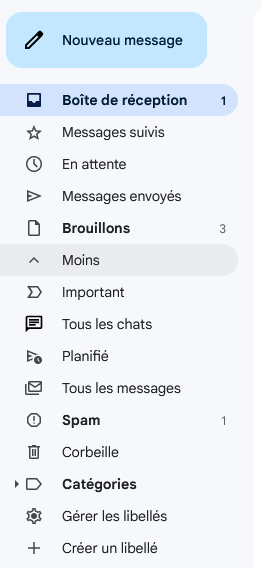 Nouveau message
Boîte de réception 1
Messages suivis
En attente
Messages envoyés
Brouillons 3
Moins
Important
Tous les chats
Planifié
Tous les messages
Spam 1
Corbeille
Catégories
Gérer les libellés
Créer un libellé